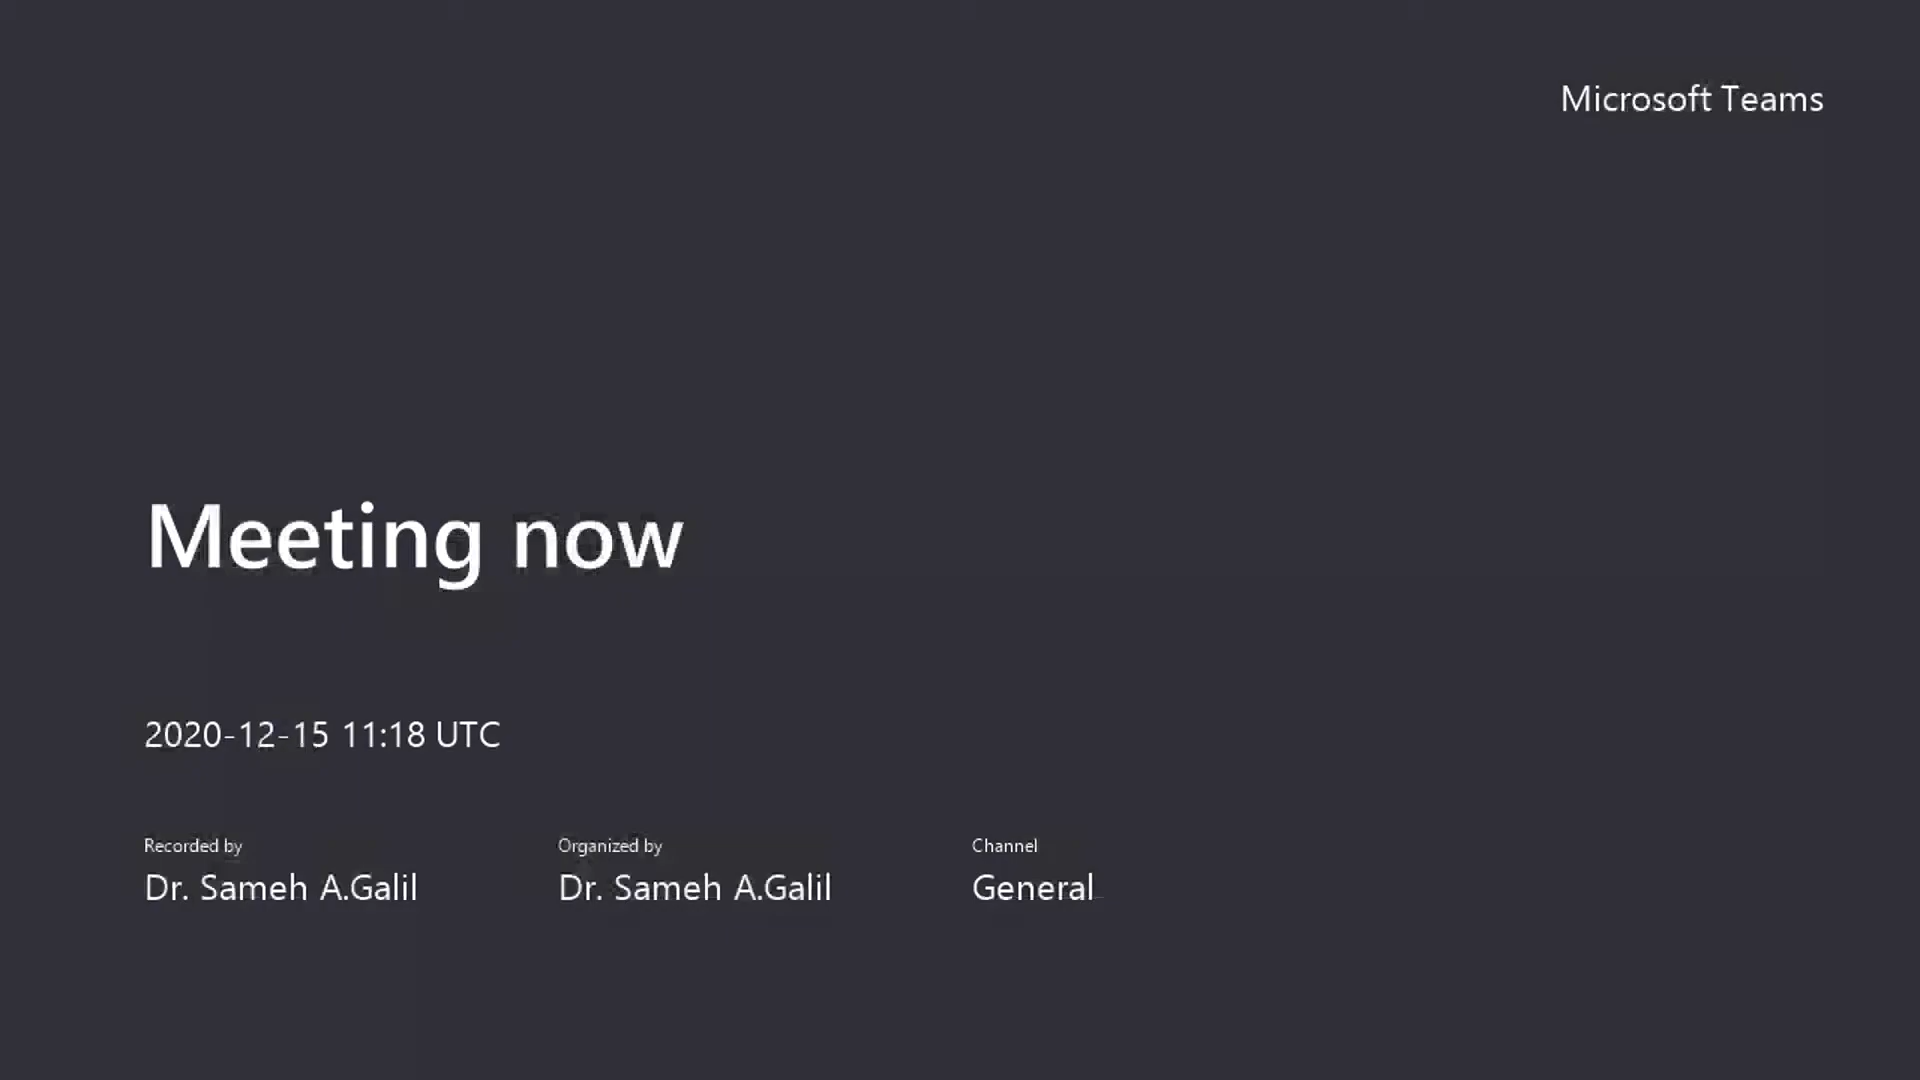 Microsoft Teams
Meeting now
2020-12-15 11:18 UTC
Recorded by
Dr. Sameh A.Galil
Organized by
Dr. Sameh A.Galil
Channel
General